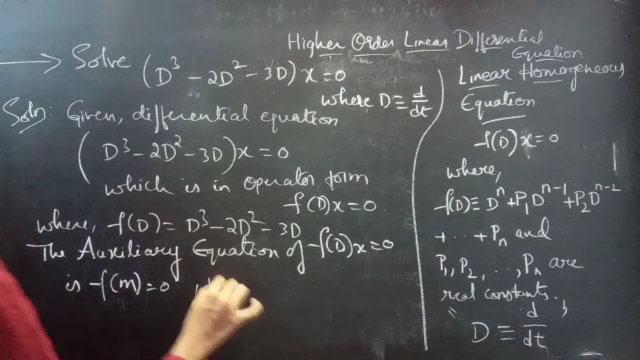 Higher Order Linear Differential
Equation
→ Solve (D³ - 2D² - 3D) x = 0
where D ≡ d/dt
Soln: Given, differential equation
(D³ - 2D² - 3D) x = 0
which is in operator form
f(D)x = 0.
where, f(D) = D³ - 2D² - 3D
The Auxiliary Equation of f(D)x = 0
is f(m) = 0
Linear Homogeneous
Equation
f(D)x = 0
where,
f(D) ≡ Dⁿ + P₁Dⁿ⁻¹ + P₂Dⁿ⁻²
+ ... + Pₙ and
P₁, P₂, ..., Pₙ are
real constants.
" D ≡ d/dt "